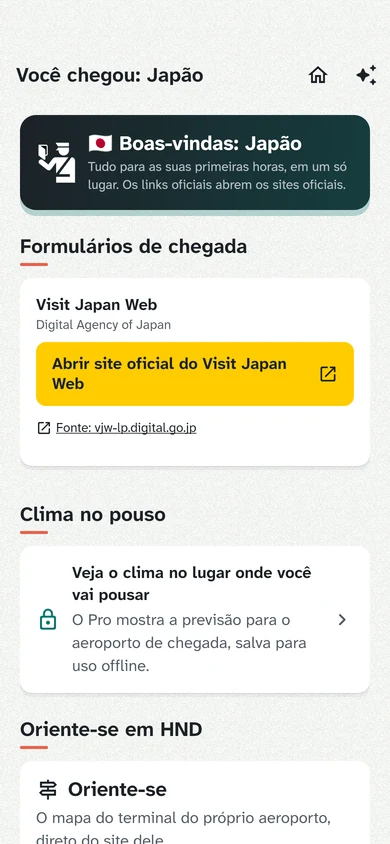 Você chegou: Japão
Boas-vindas: Japão
Tudo para as suas primeiras horas, em um só
lugar. Os links oficiais abrem os sites oficiais.
Formulários de chegada
Visit Japan Web
Digital Agency of Japan
Abrir site oficial do Visit Japan
Web
Fonte: vjw-lp.digital.go.jp
Clima no pouso
Veja o clima no lugar onde você
vai pousar
O Pro mostra a previsão para o
aeroporto de chegada, salva para
uso offline.
Oriente-se em HND
Oriente-se
O mapa do terminal do próprio aeroporto,
direto do site dele